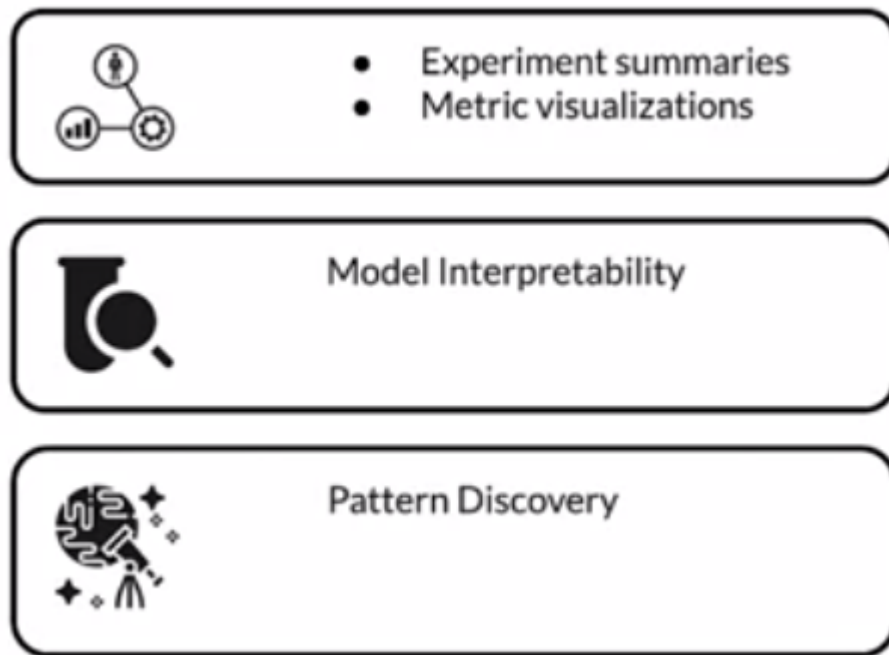 • Experiment summaries
• Metric visualizations
Model Interpretability
Pattern Discovery